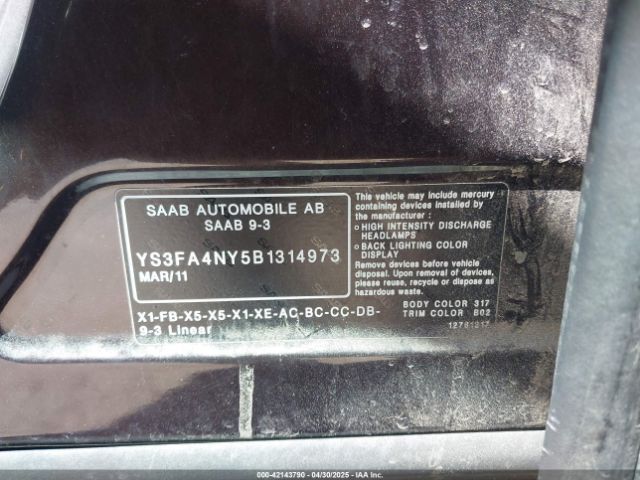 SAAB AUTOMOBILE AB
SAAB 9-3
YS3FA4NY5B1314973
MAR/11
X1-FB-X5-X5-X1-XE-AC-BC-CC-DB-
9-3 Linear
This vehicle may include mercury
containing devices installed by
the manufacturer :
o HIGH INTENSITY DISCHARGE
HEADLAMPS
o BACK LIGHTING COLOR
DISPLAY
Remove devices before vehicle
disposal. Upon removal of devices
please reuse, recycle or dispose as
hazardous waste.
BODY COLOR 317
TRIM COLOR B02
000-42143790 - 04/30/2025 - IAA Inc.